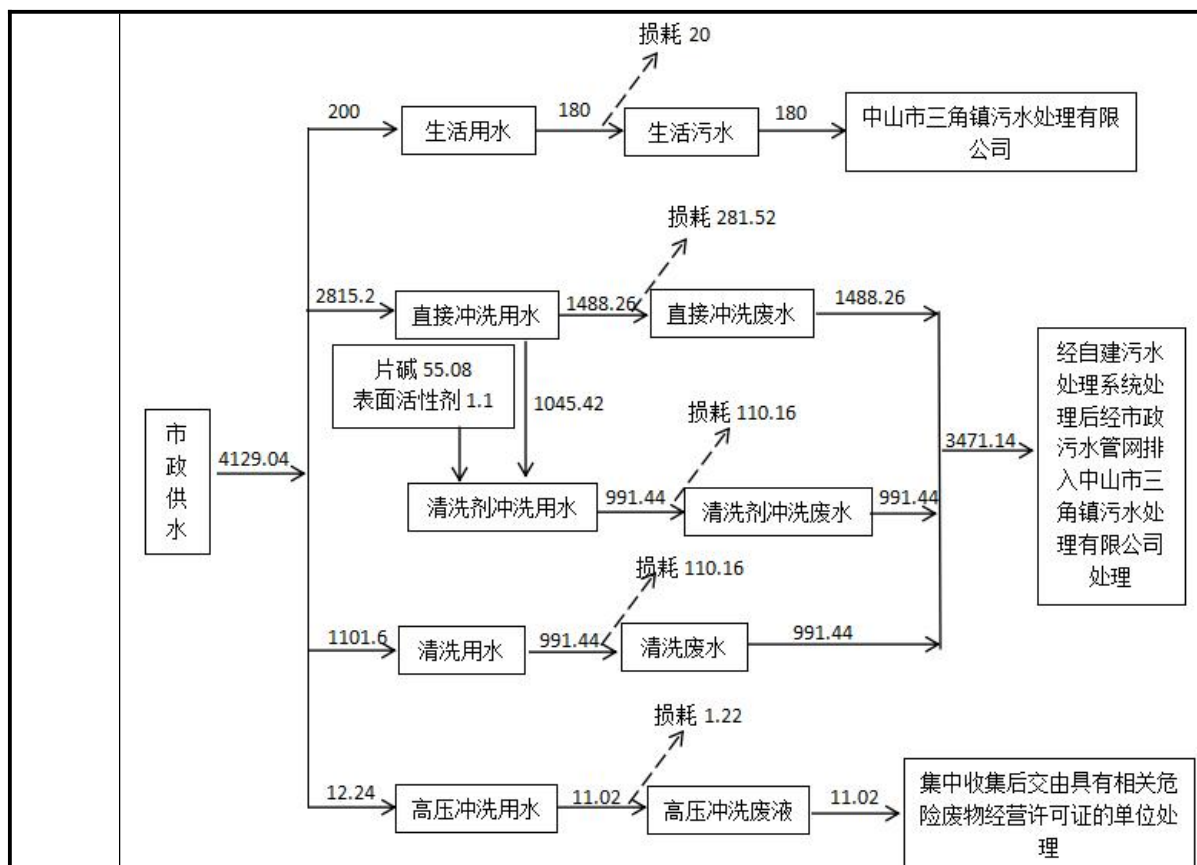 损耗 20
200
生活用水
180
生活污水
180
中山市三角镇污水处理有限
公司
损耗 281.52
2815.2
直接冲洗用水
1488.26
直接冲洗废水
1488.26
片碱 55.08
表面活性剂 1.1
1045.42
损耗 110.16
市
政
供
水
4129.04
清洗剂冲洗用水
991.44
清洗剂冲洗废水
991.44
3471.14
经自建污水
处理系统处
理后经市政
污水管网排
入中山市三
角镇污水处
理有限公司
处理
损耗 110.16
1101.6
清洗用水
991.44
清洗废水
991.44
损耗 1.22
12.24
高压冲洗用水
11.02
高压冲洗废液
11.02
集中收集后交由具有相关危
险废物经营许可证的单位处
理